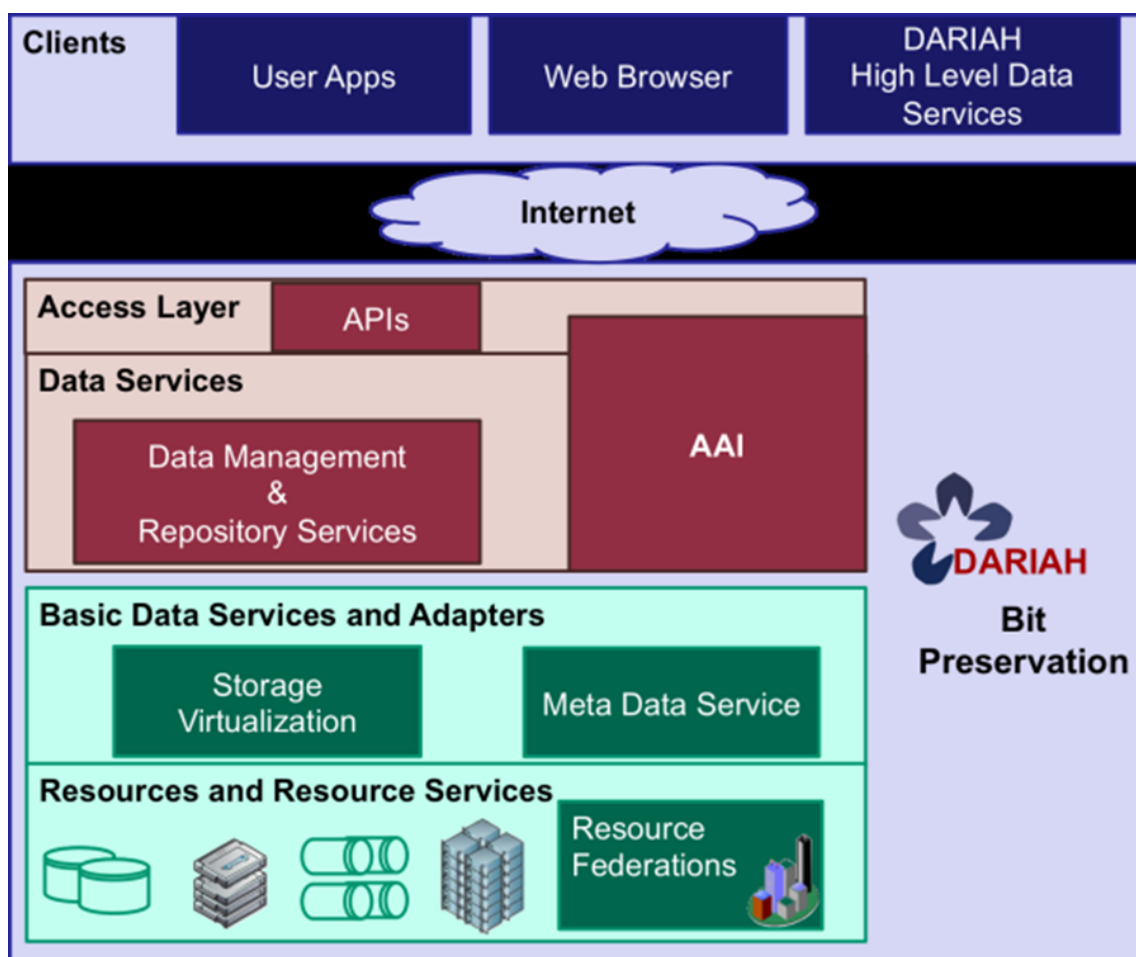 Clients
User Apps
Web Browser
DARIAH
High Level Data
Services
Internet
Access Layer
APIs
Data Services
Data Management
&
Repository Services
AAI
DARIAH
Bit
Preservation
Basic Data Services and Adapters
Storage
Virtualization
Meta Data Service
Resources and Resource Services
Resource
Federations